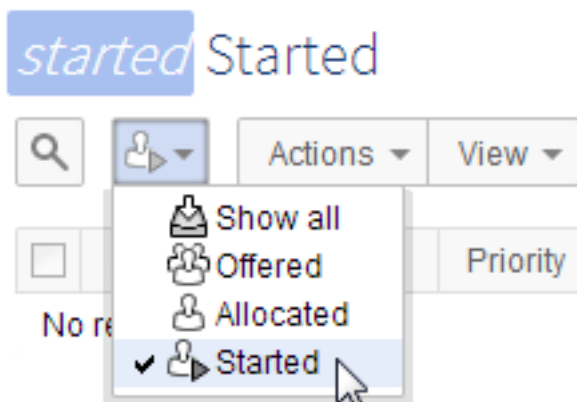 started Started
Actions View
Show all
Offered
Priority
Allocated
No re
Started